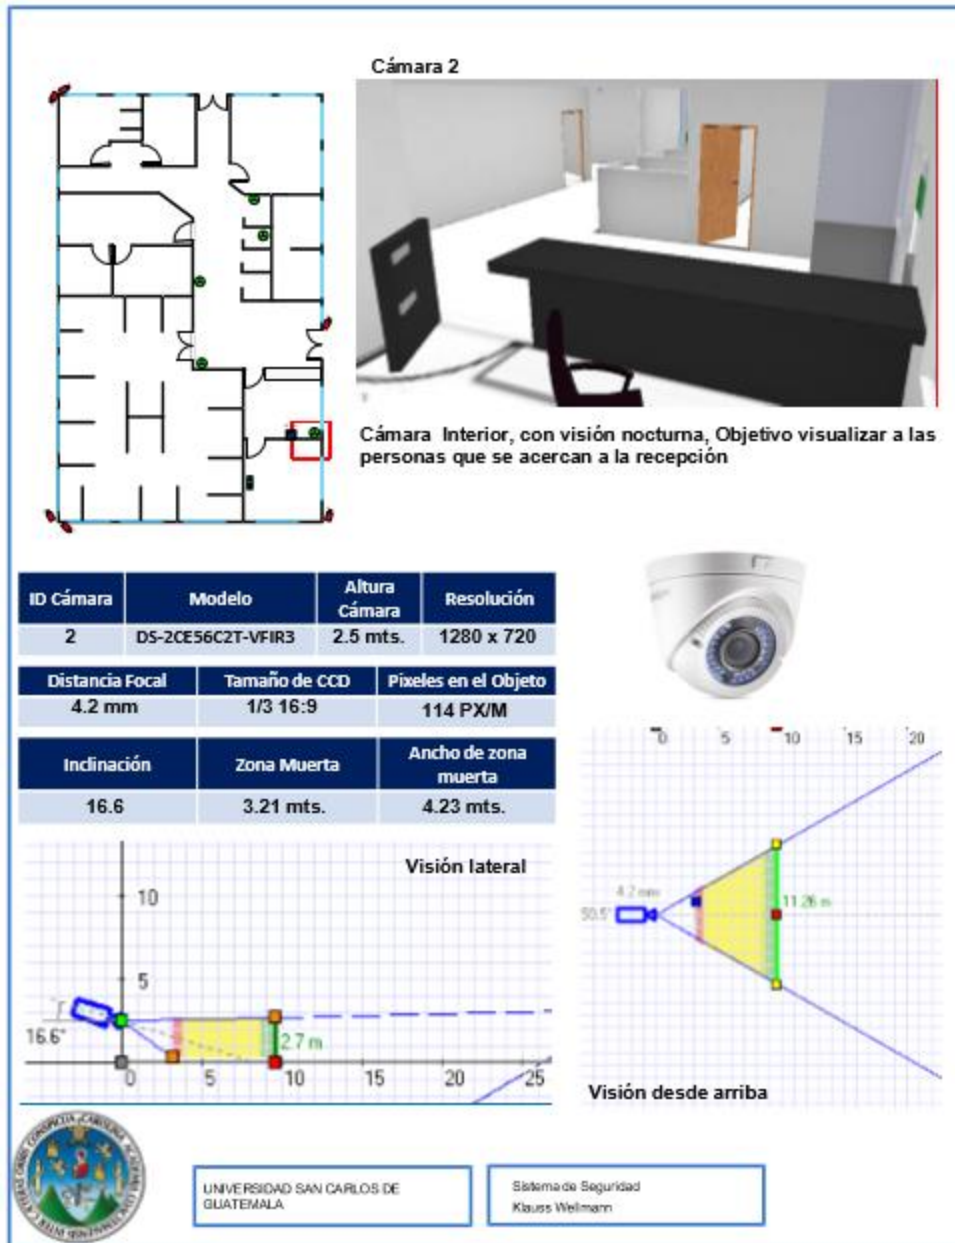 Cámara 2
Cámara Interior, con visión nocturna, Objetivo visualizar a las
personas que se acercan a la recepción
ID Cámara Modelo Altura Cámara Resolución
2 DS-2CE56C2T-VFIR3 2.5 mts. 1280 x 720
Distancia Focal Tamaño de CCD Pixeles en el Objeto
4.2 mm 1/3 16:9 114 PX/M
Inclinación Zona Muerta Ancho de zona muerta
16.6 3.21 mts. 4.23 mts.
Visión lateral
10
5
16.6°
2.7 m
0 5 10 15 20 25
0 5 10 15 20
4.2 mm
11.26 m
Visión desde arriba
UNIVERSIDAD SAN CARLOS DE
GUATEMALA
Sistema de Seguridad
Klauss Wellmann